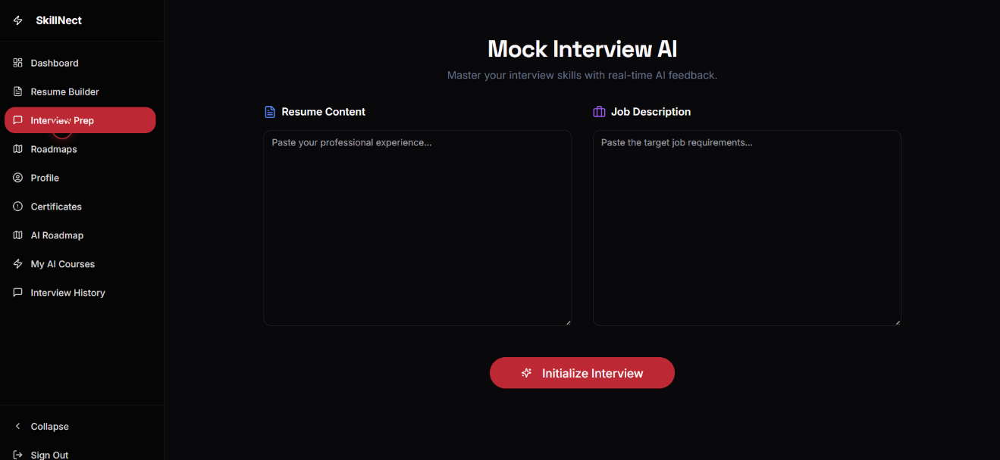 SkillNect
Dashboard
Resume Builder
Interview Prep
Roadmaps
Profile
Certificates
AI Roadmap
My AI Courses
Interview History
Collapse
Sign Out
Mock Interview AI
Master your interview skills with real-time AI feedback.
Resume Content
Paste your professional experience...
Job Description
Paste the target job requirements...
Initialize Interview